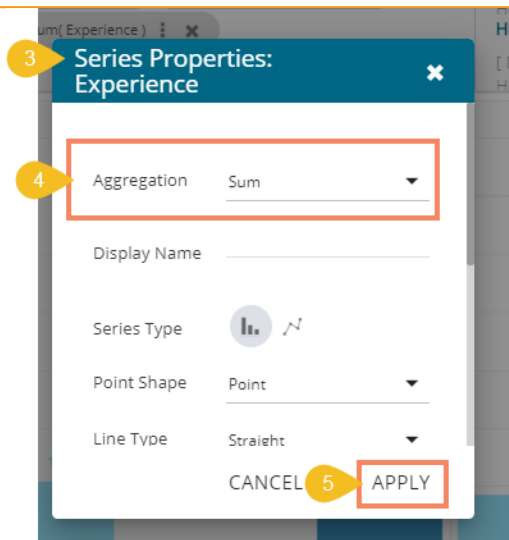 um( Experience )
H
3
Series Properties:
Experience
4
Aggregation Sum
Display Name
Series Type
Point Shape Point
Line Type Straight
CANCEL 5 APPLY